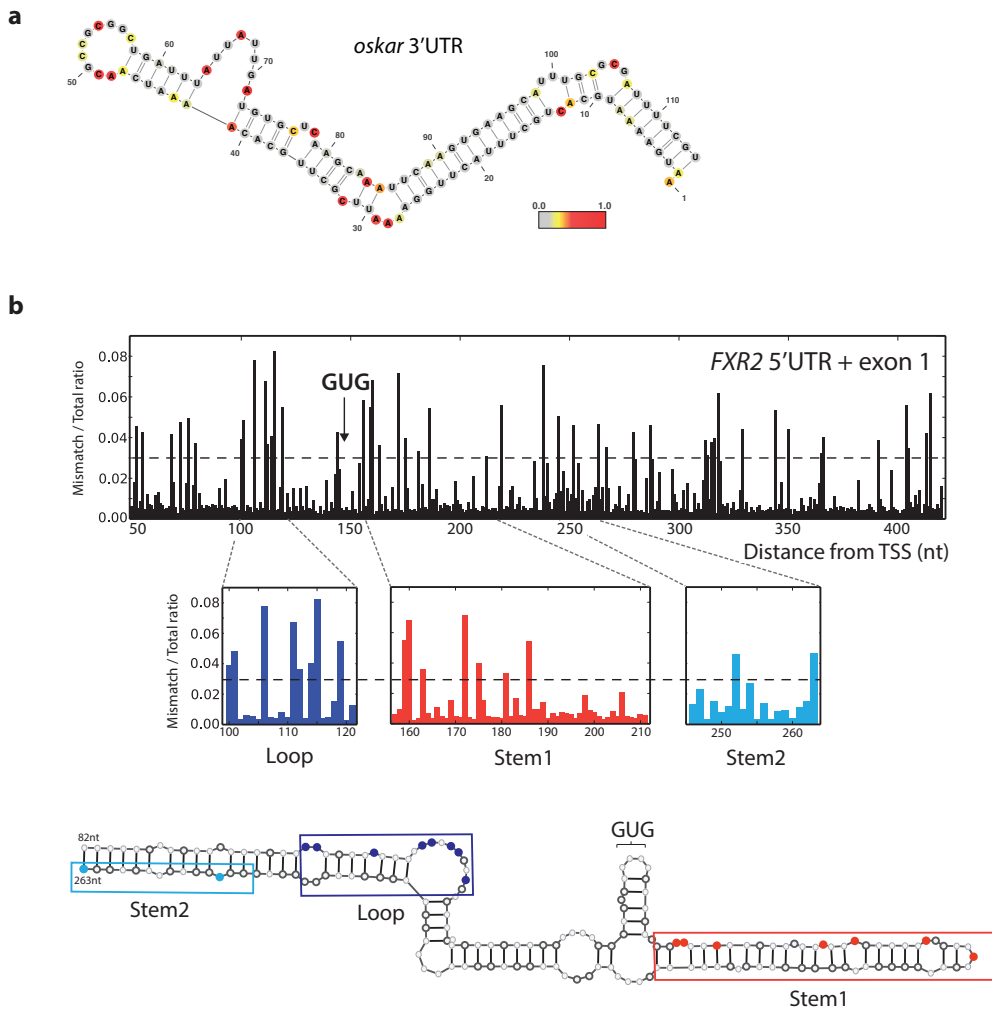 a
oskar 3'UTR
50
60
70
80
90
100
110
10
20
30
40
1
0.0 1.0
b
FXR2 5'UTR + exon 1
GUG
Mismatch / Total ratio
0.08
0.06
0.04
0.02
0.00
50 100 150 200 250 300 350 400
Distance from TSS (nt)
Mismatch / Total ratio
0.08
0.06
0.04
0.02
0.00
100 110 120
160 170 180 190 200 210
250 260
Loop
Stem1
Stem2
82nt
263nt
GUG
Stem2
Loop
Stem1